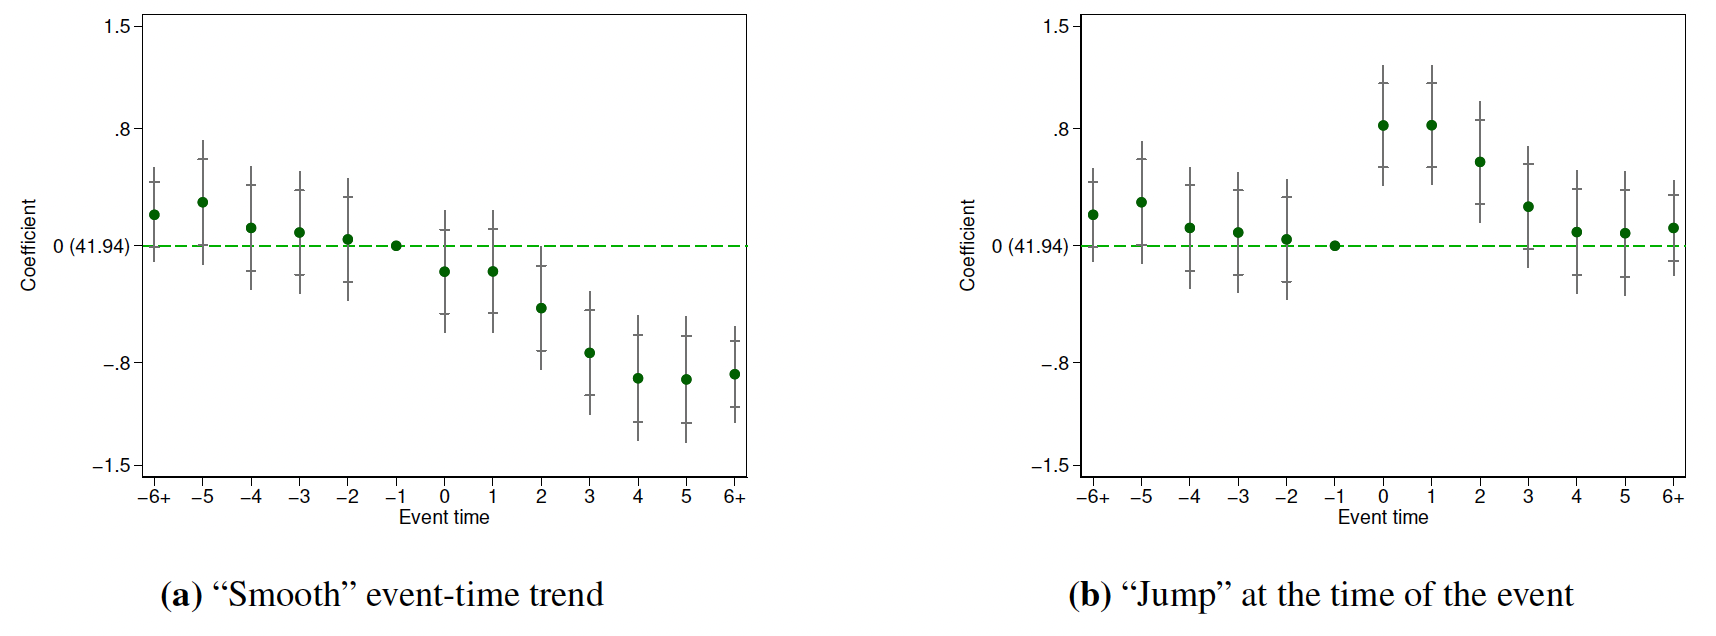 1.5
.8
0 (41.94)
−.8
−1.5
Coefficient
−6+ −5 −4 −3 −2 −1 0 1 2 3 4 5 6+
Event time
(a) “Smooth” event-time trend
1.5
.8
0 (41.94)
−.8
−1.5
Coefficient
−6+ −5 −4 −3 −2 −1 0 1 2 3 4 5 6+
Event time
(b) “Jump” at the time of the event